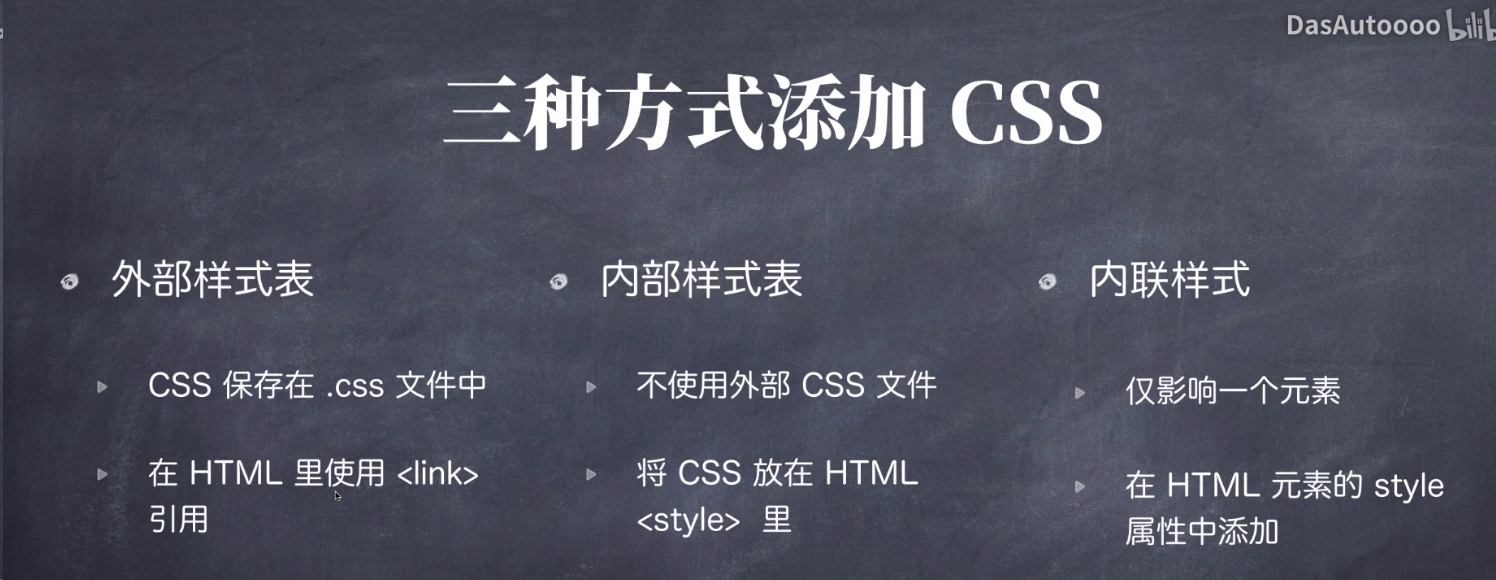 DasAutoooo
三种方式添加 CSS
外部样式表
CSS 保存在 .css 文件中
在 HTML 里使用 <link>
引用
内部样式表
不使用外部 CSS 文件
将 CSS 放在 HTML
<style> 里
内联样式
仅影响一个元素
在 HTML 元素的 style
属性中添加